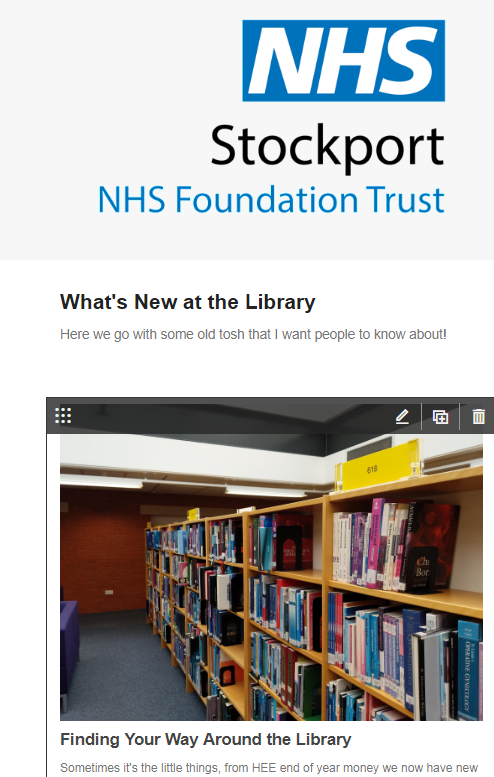 NHS
Stockport
NHS Foundation Trust
What's New at the Library
Here we go with some old tosh that I want people to know about!
618
Finding Your Way Around the Library
Sometimes it's the little things, from HEE end of year money we now have new